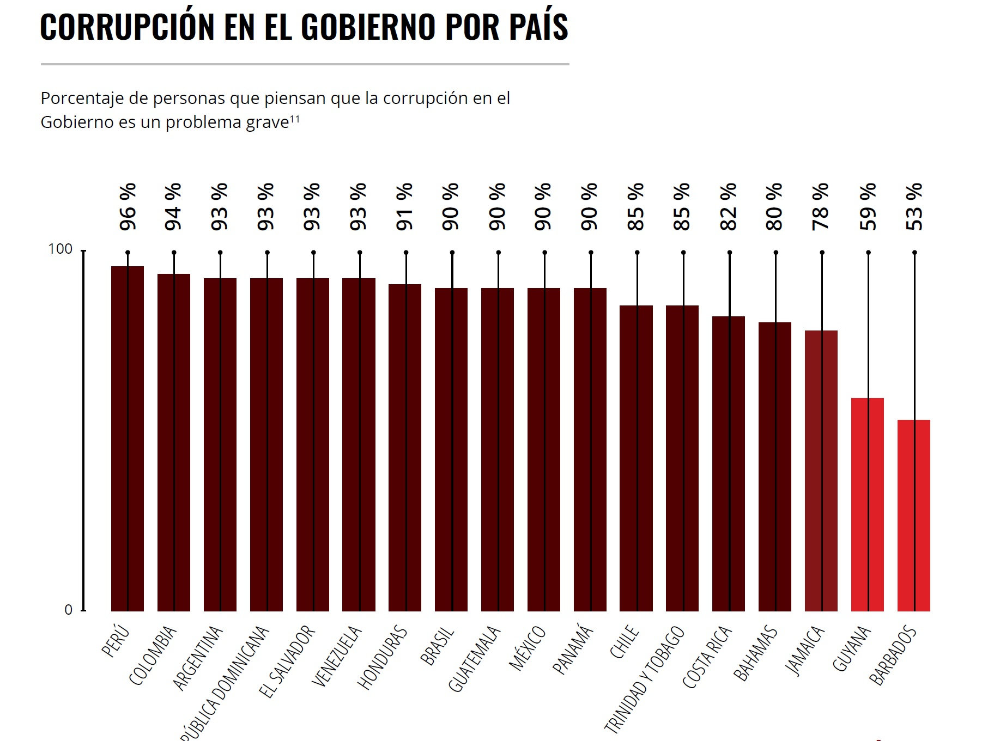 CORRUPCIÓN EN EL GOBIERNO POR PAÍS
Porcentaje de personas que piensan que la corrupción en el
Gobierno es un problema grave¹¹
96 %
94 %
93 %
93 %
93 %
93 %
91 %
90 %
90 %
90 %
90 %
85 %
85 %
82 %
80 %
78 %
59 %
53 %
100
0
PERÚ
COLOMBIA
ARGENTINA
PÚBLICA DOMINICANA
EL SALVADOR
VENEZUELA
HONDURAS
BRASIL
GUATEMALA
MÉXICO
PANAMÁ
CHILE
TRINIDAD Y TOBAGO
COSTA RICA
BAHAMAS
JAMAICA
GUYANA
BARBADOS